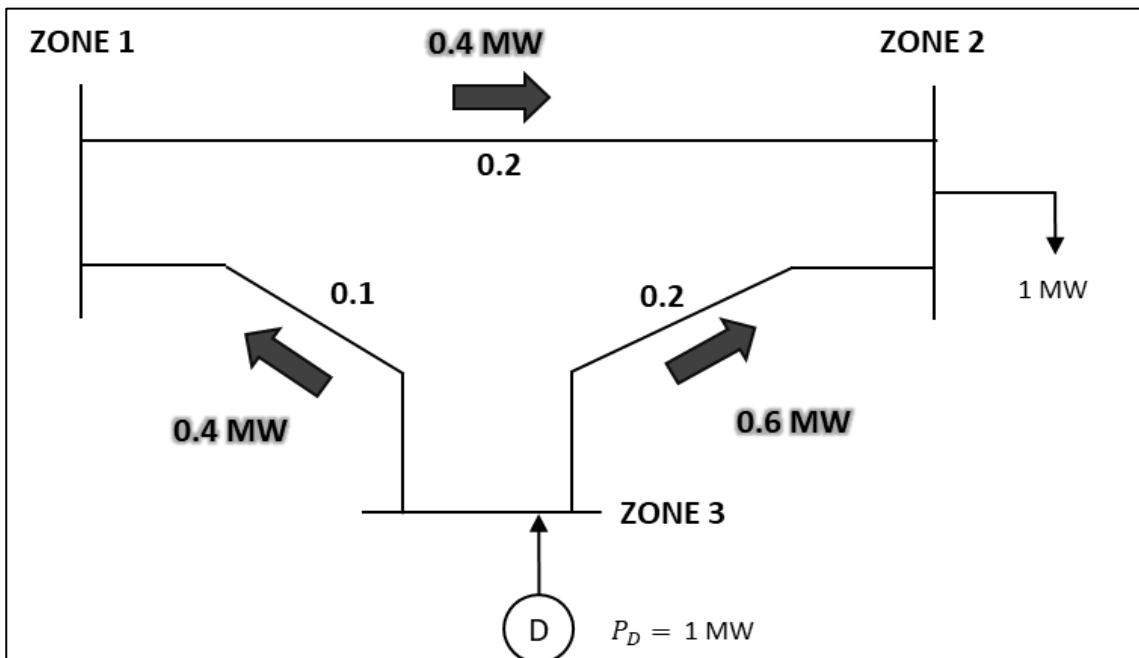 ZONE 1
0.4 MW
ZONE 2
0.2
0.1
0.2
1 MW
0.4 MW
0.6 MW
ZONE 3
D
P_D = 1 MW